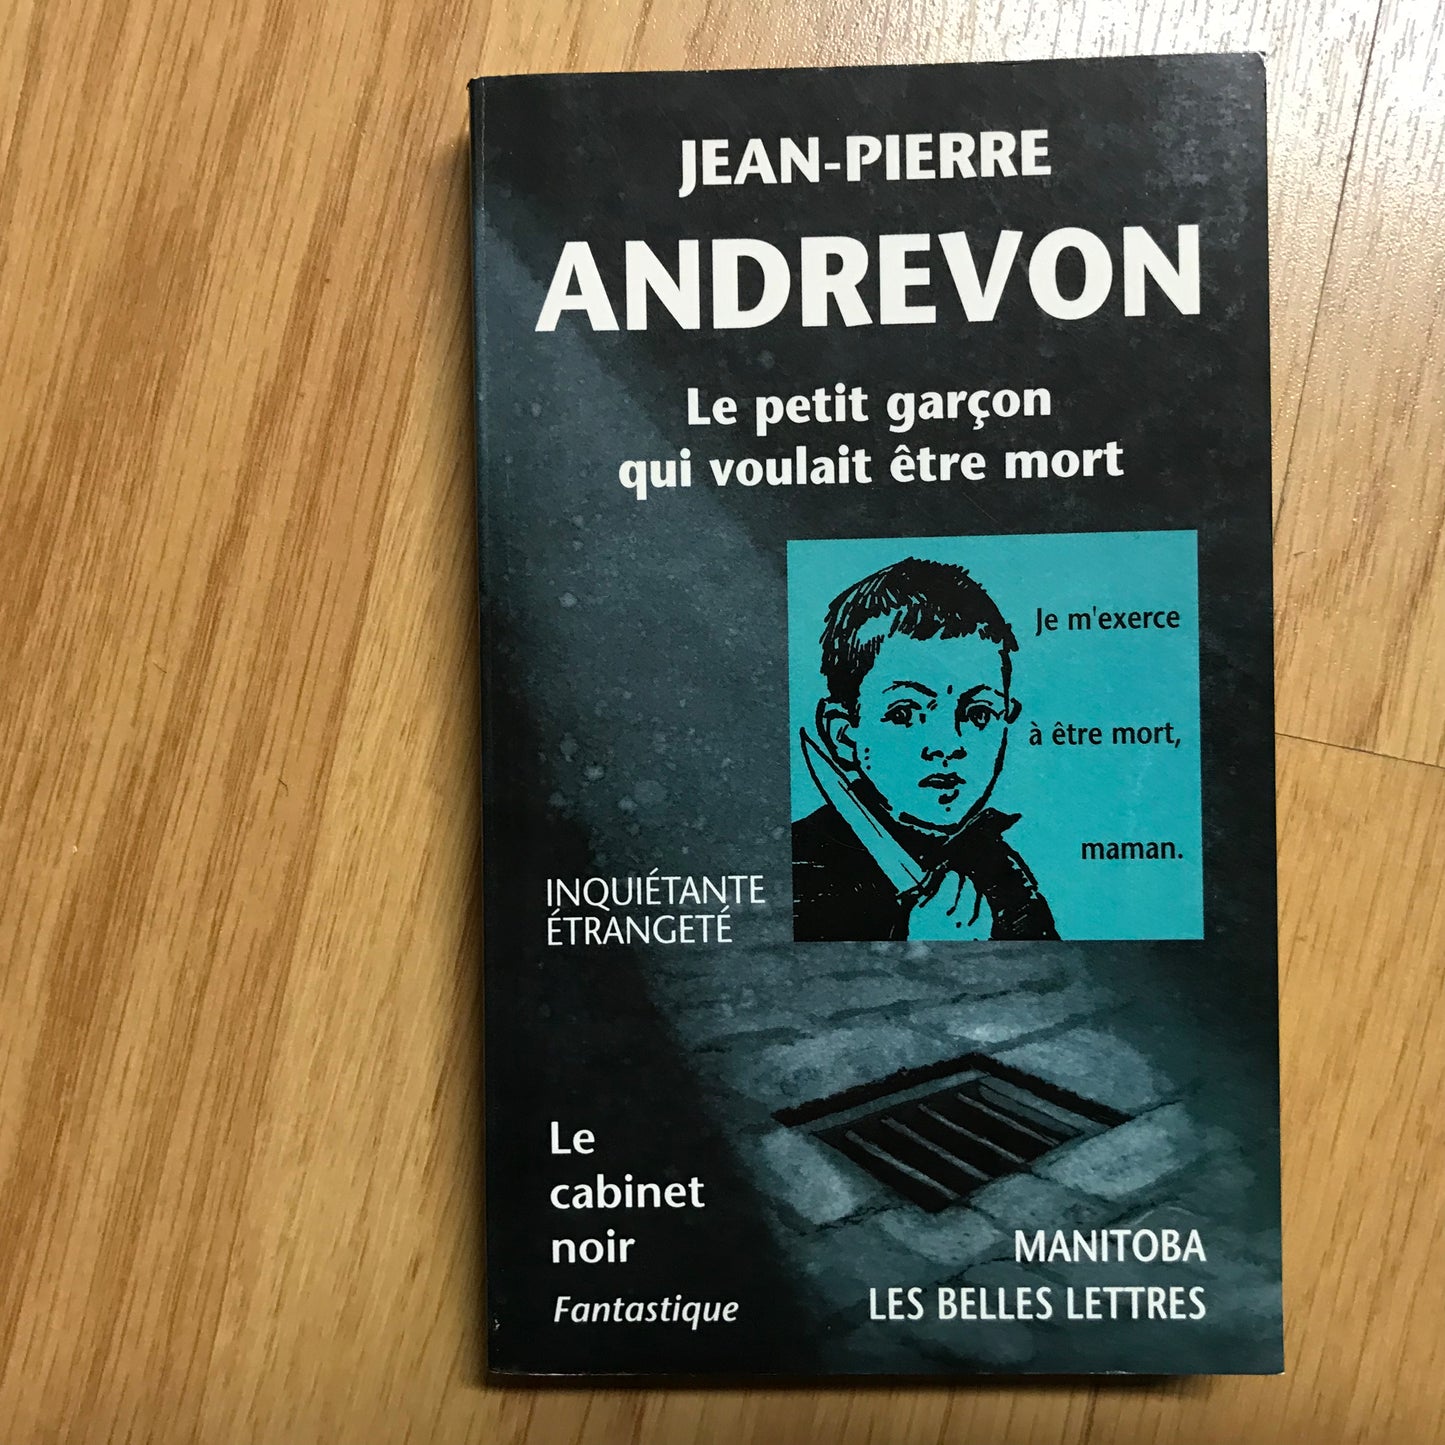 JEAN-PIERRE
ANDREVON
Le petit garçon
qui voulait être mort
Je m'exerce
à être mort,
maman.
INQUIÉTANTE
ÉTRANGETÉ
Le
cabinet
noir
Fantastique
MANITOBA
LES BELLES LETTRES